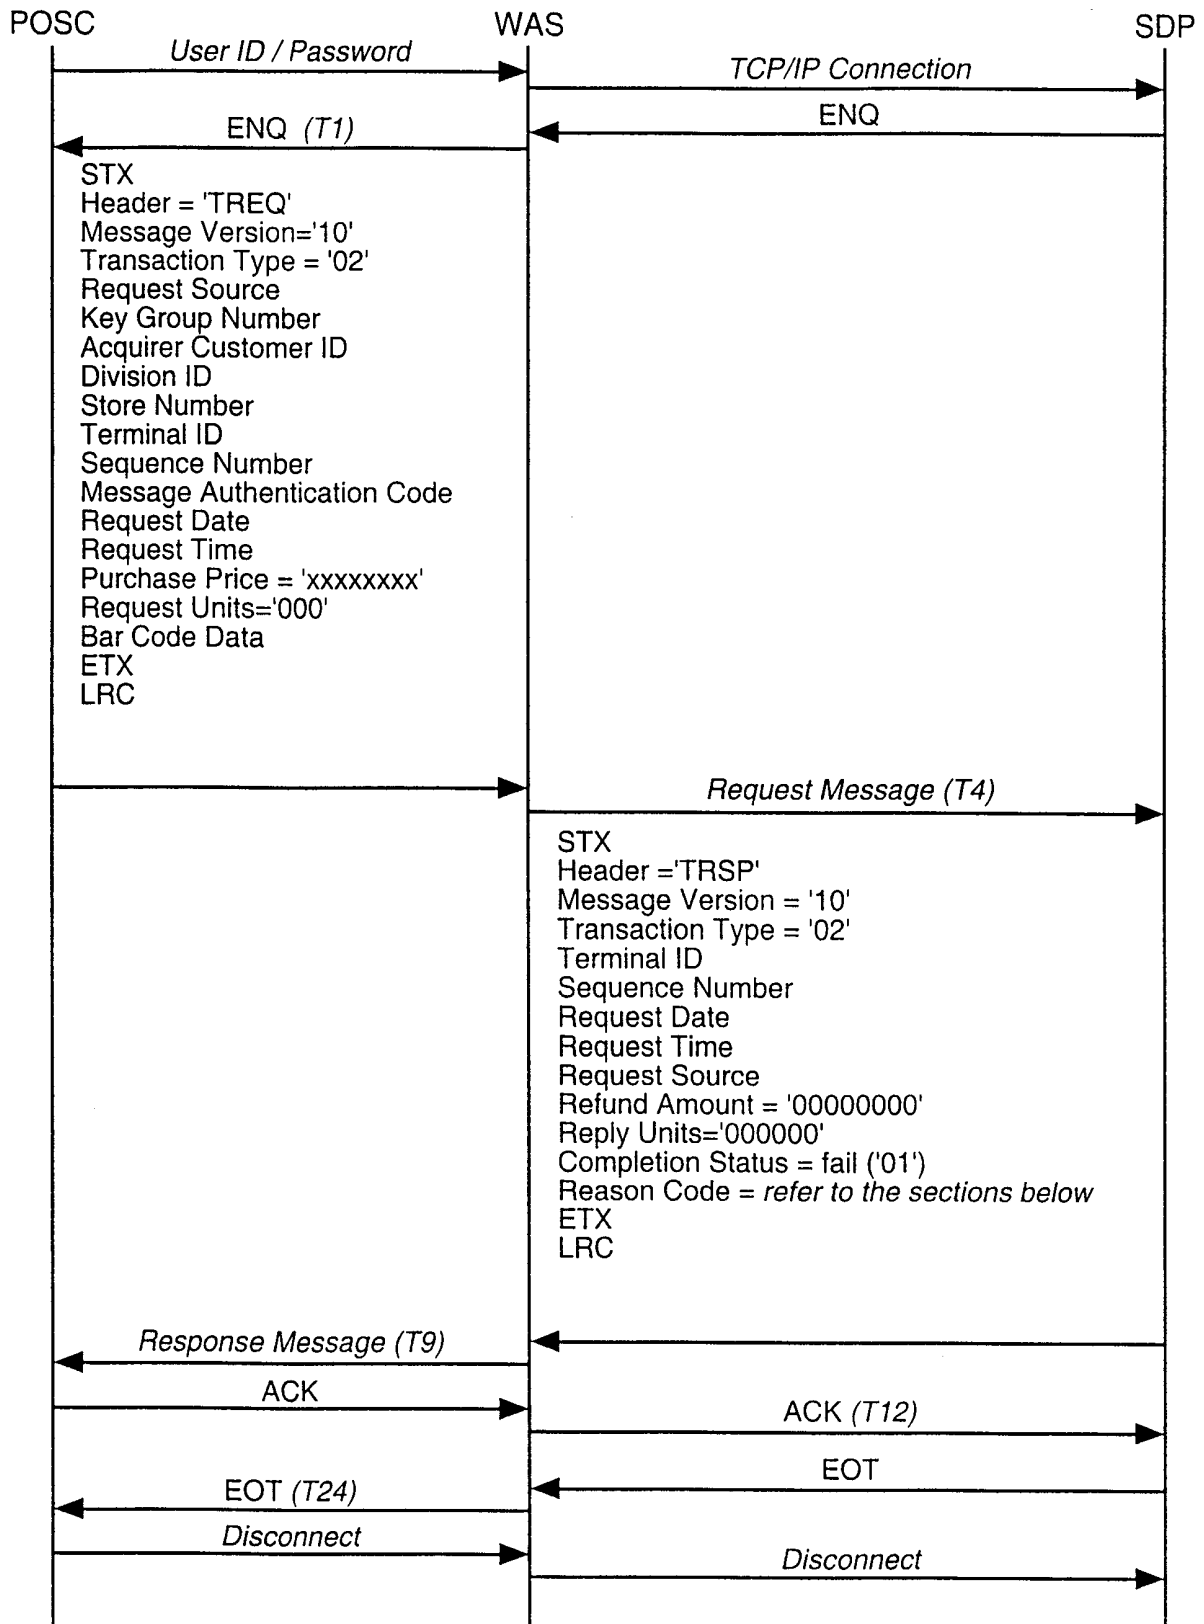 POSC
WAS
SDP
User ID / Password
TCP/IP Connection
ENQ
ENQ (T1)
STX
Header = 'TREQ'
Message Version='10'
Transaction Type = '02'
Request Source
Key Group Number
Acquirer Customer ID
Division ID
Store Number
Terminal ID
Sequence Number
Message Authentication Code
Request Date
Request Time
Purchase Price = 'xxxxxxxx'
Request Units='000'
Bar Code Data
ETX
LRC
Request Message (T4)
STX
Header ='TRSP'
Message Version = '10'
Transaction Type = '02'
Terminal ID
Sequence Number
Request Date
Request Time
Request Source
Refund Amount = '00000000'
Reply Units='000000'
Completion Status = fail ('01')
Reason Code = refer to the sections below
ETX
LRC
Response Message (T9)
ACK
ACK (T12)
EOT
EOT (T24)
Disconnect
Disconnect